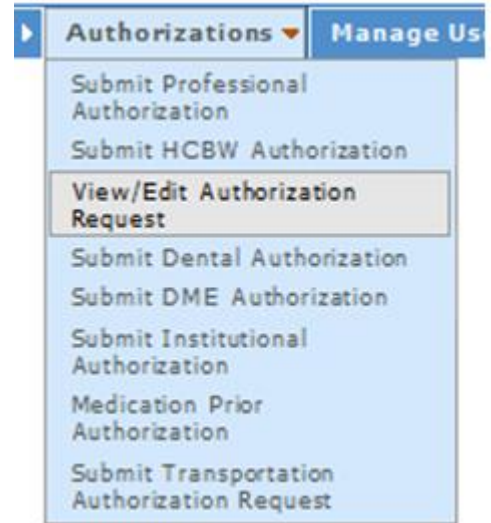 Authorizations Manage
Submit Professional
Authorization
Submit HCBW Authorization
View/Edit Authorization
Request
Submit Dental Authorization
Submit DME Authorization
Submit Institutional
Authorization
Medication Prior
Authorization
Submit Transportation
Authorization Request